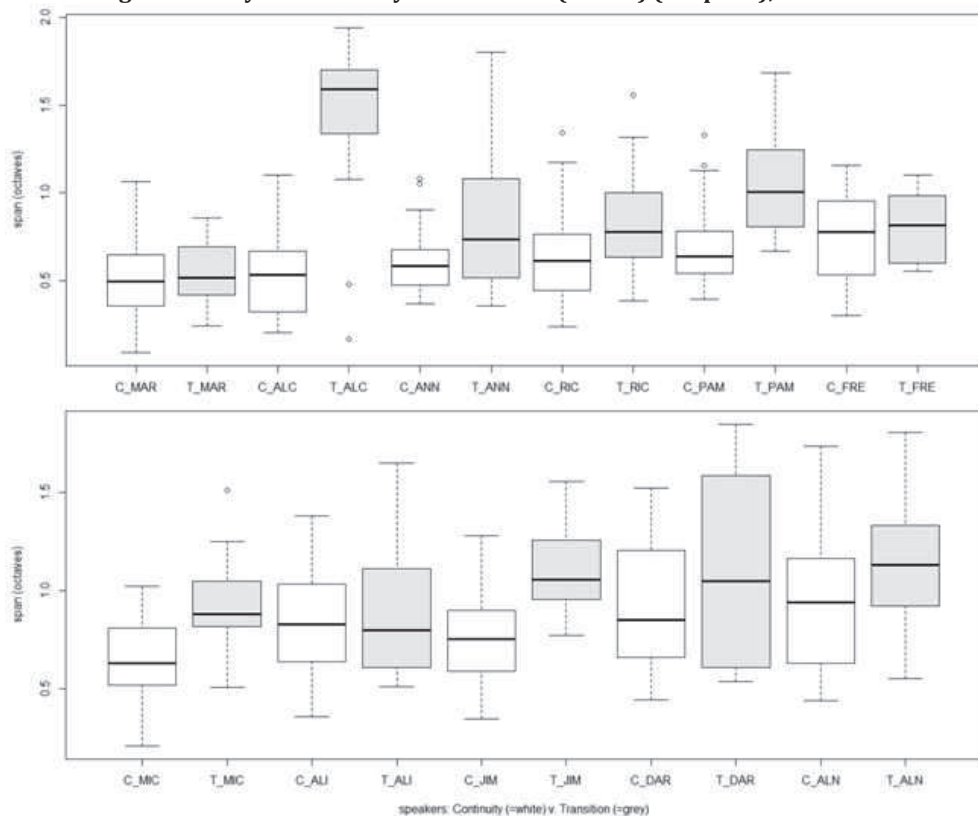 2.0
1.5
1.0
0.5
span (octaves)
C_MAR T_MAR C_ALC T_ALC C_ANN T_ANN C_RIC T_RIC C_PAM T_PAM C_FRE T_FRE
1.5
1.0
0.5
span (octaves)
C_MIC T_MIC C_ALI T_ALI C_JIM T_JIM C_DAR T_DAR C_ALN T_ALN
speakers: Continuity (=white) v. Transition (=grey)